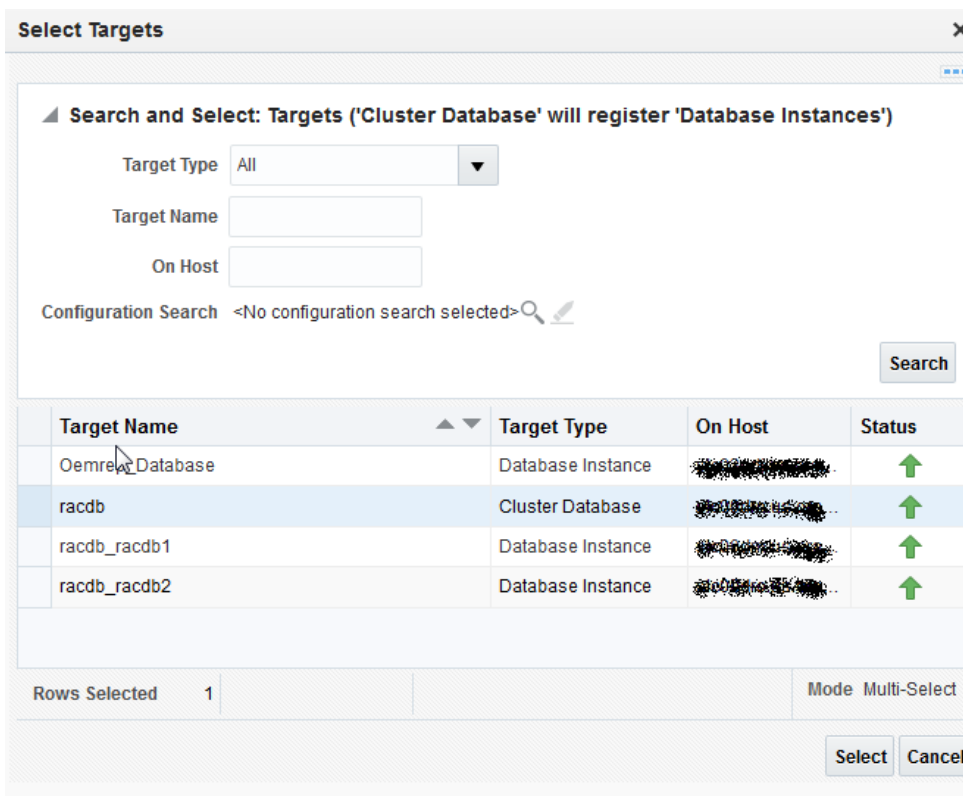 Select Targets
Search and Select: Targets ('Cluster Database' will register 'Database Instances')
Target Type All
Target Name
On Host
Configuration Search <No configuration search selected>
Search
Target Name Target Type On Host Status
Database Database Instance
racdb Cluster Database
racdb_racdb1 Database Instance
racdb_racdb2 Database Instance
Rows Selected 1 Mode Multi-Select
Select Cancel